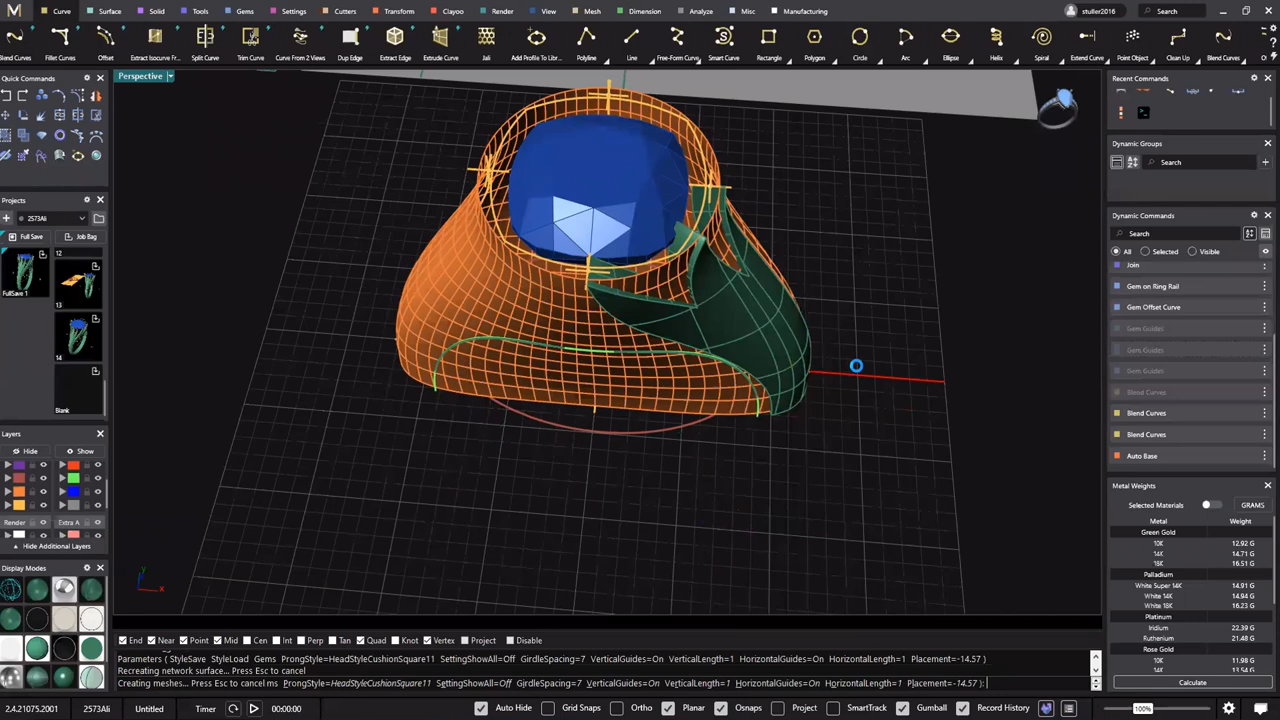 Curve Surface Solid Tools Gems Settings Cutters Transform Clayoo Render View Mesh Dimension Analyze Misc Manufacturing stuller2016 Search
Blend Curves Fillet Curves Extract Isocurve Fr... Split Curve Trim Curve Curve From 2 Views Dup Edge Extract Edge Extrude Curve Jali Add Profile To Libr... Polyline Line Free-Form Curve Smart Curve Rectangle Polygon Circle Arc Ellipse Helix Spiral Extend Curve Point Object Clean Up Blend Curves
Quick Commands
Perspective
Recent Commands
Dynamic Groups
Search
Projects
2573Ali
Full Save Job Bag
12
FullSave 1
13
14
Blank
Dynamic Commands
Search
All Selected Visible
Join
Gem on Ring Rail
Gem Offset Curve
Gem Guides
Gem Guides
Gem Guides
Blend Curves
Blend Curves
Blend Curves
Auto Base
Layers
Hide Show
Render Extra A
Hide Additional Layers
Display Modes
Metal Weights
Selected Materials GRAMS
Metal Weight
Green Gold
10K 12.92 G
14K 14.71 G
18K 16.51 G
Palladium
White Super 14K 14.91 G
White 14K 14.94 G
White 18K 16.23 G
Platinum
Iridium 22.39 G
Ruthenium 21.48 G
Rose Gold
10K 11.98 G
14K 13.54 G
Calculate
y
x
End Near Point Mid Cen Int Perp Tan Quad Knot Vertex Project Disable
Parameters ( StyleSave StyleLoad Gems ProngStyle=HeadStyleCushionSquare11 SettingShowAll=Off GirdleSpacing=7 VerticalGuides=On VerticalLength=1 HorizontalGuides=On HorizontalLength=1 Placement=-14.57 )
Recreating network surface... Press Esc to cancel
Creating meshes... Press Esc to cancel ms ProngStyle=HeadStyleCushionSquare11 SettingShowAll=Off GirdleSpacing=7 VerticalGuides=On VerticalLength=1 HorizontalGuides=On HorizontalLength=1 Placement=-14.57 ):
2.4.21075.2001 2573Ali Untitled Timer 00:00:00 Auto Hide Grid Snaps Ortho Planar Osnaps Project SmartTrack Gumball Record History 100%